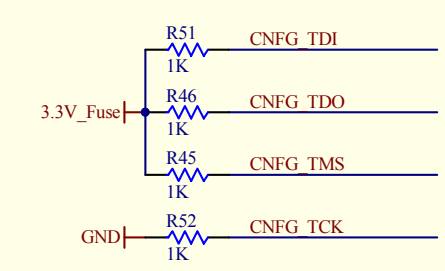 R51
CNFG_TDI
1K
R46
CNFG_TDO
3.3V_Fuse
1K
R45
CNFG_TMS
1K
R52
CNFG_TCK
GND
1K